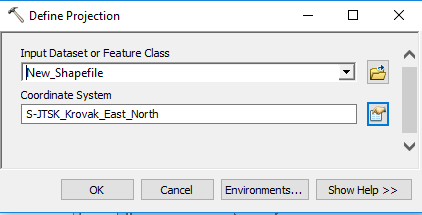 Define Projection
Input Dataset or Feature Class
New_Shapefile
Coordinate System
S-JTSK_Krovak_East_North
OK Cancel Environments... Show Help >>